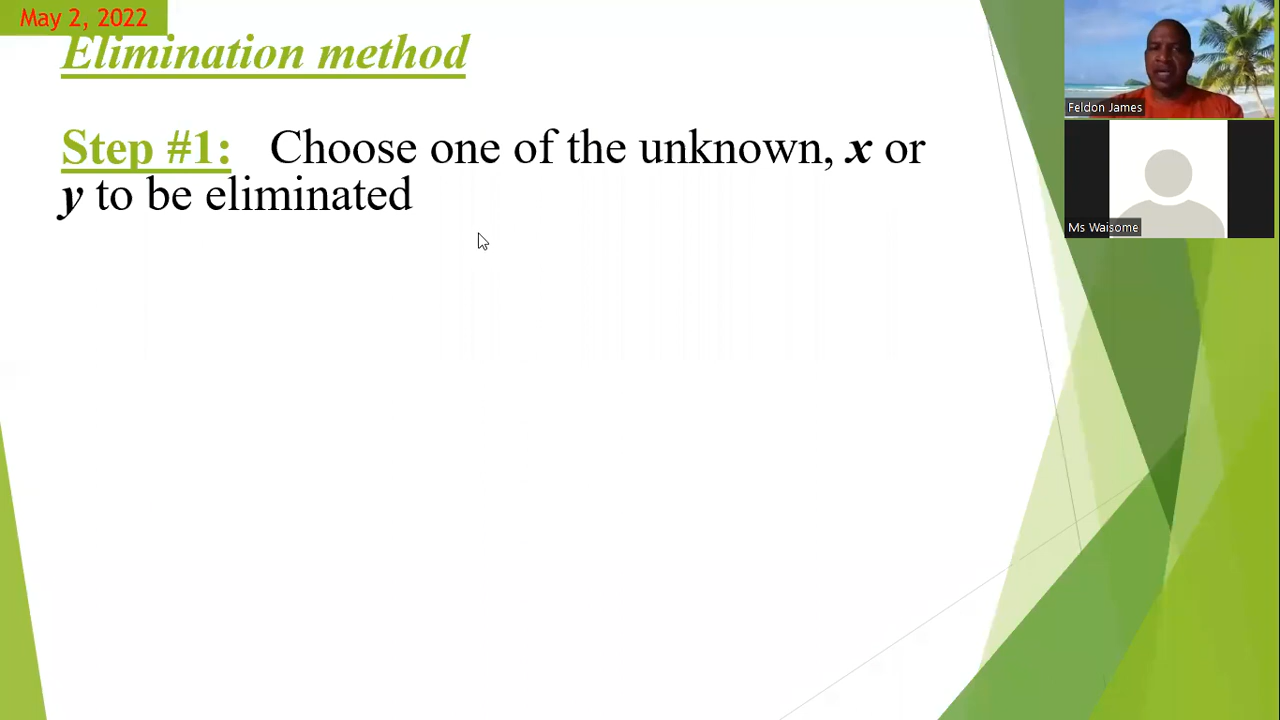 May 2, 2022
Elimination method
Step #1: Choose one of the unknown, x or
y to be eliminated
Feldon James
Ms Waisome